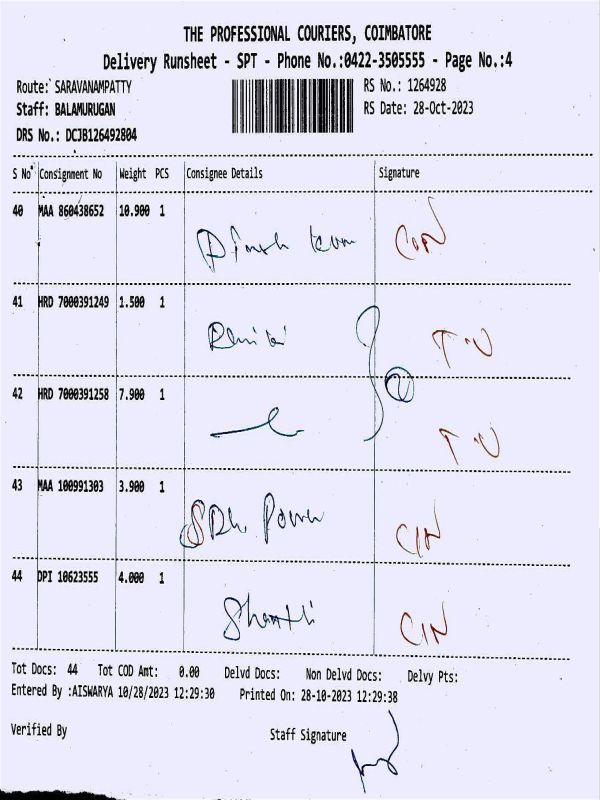 THE PROFESSIONAL COURIERS, COIMBATORE
Delivery Runsheet - SPT - Phone No.:0422-3505555 - Page No.:4
Route: SARAVANAMPATTY RS No.: 1264928
Staff: BALAMURUGAN RS Date: 28-Oct-2023
DRS No.: DCJB126492804
S No Consignment No Weight PCS Consignee Details Signature
40 MAA 860438652 10.900 1
41 HRD 7000391249 1.500 1
2
42 HRD 7000391258 7.900 1
43 MAA 100991303 3.900 1 CIN
44 DPI 10623555 4.000 1 Shanthi CIN
Tot Docs: 44 Tot COD Amt: 0.00 Delvd Docs: Non Delvd Docs: Delvy Pts:
Entered By :AISWARYA 10/28/2023 12:29:30 Printed On: 28-10-2023 12:29:38
Verified By Staff Signature